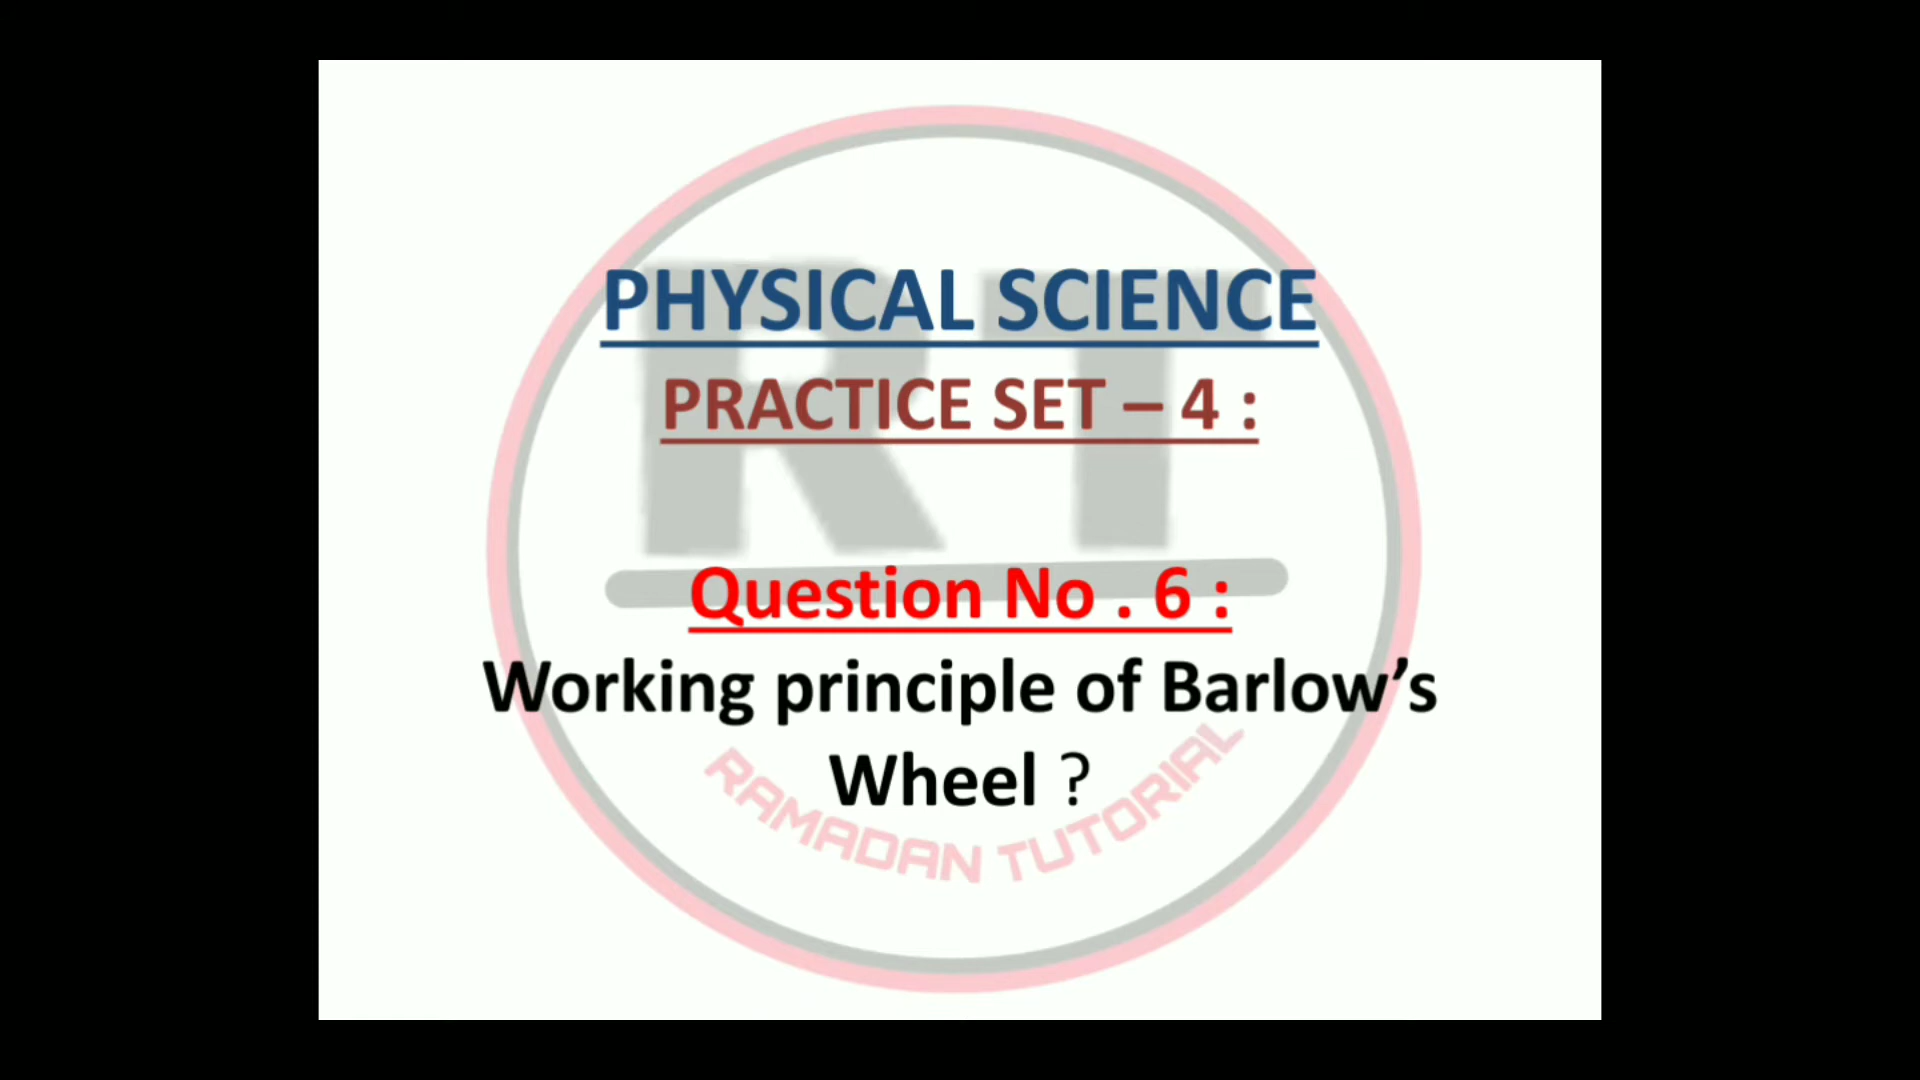 PHYSICAL SCIENCE
PRACTICE SET – 4 :
RT
Question No . 6 :
Working principle of Barlow’s
Wheel ?
RAMADAN TUTORIAL